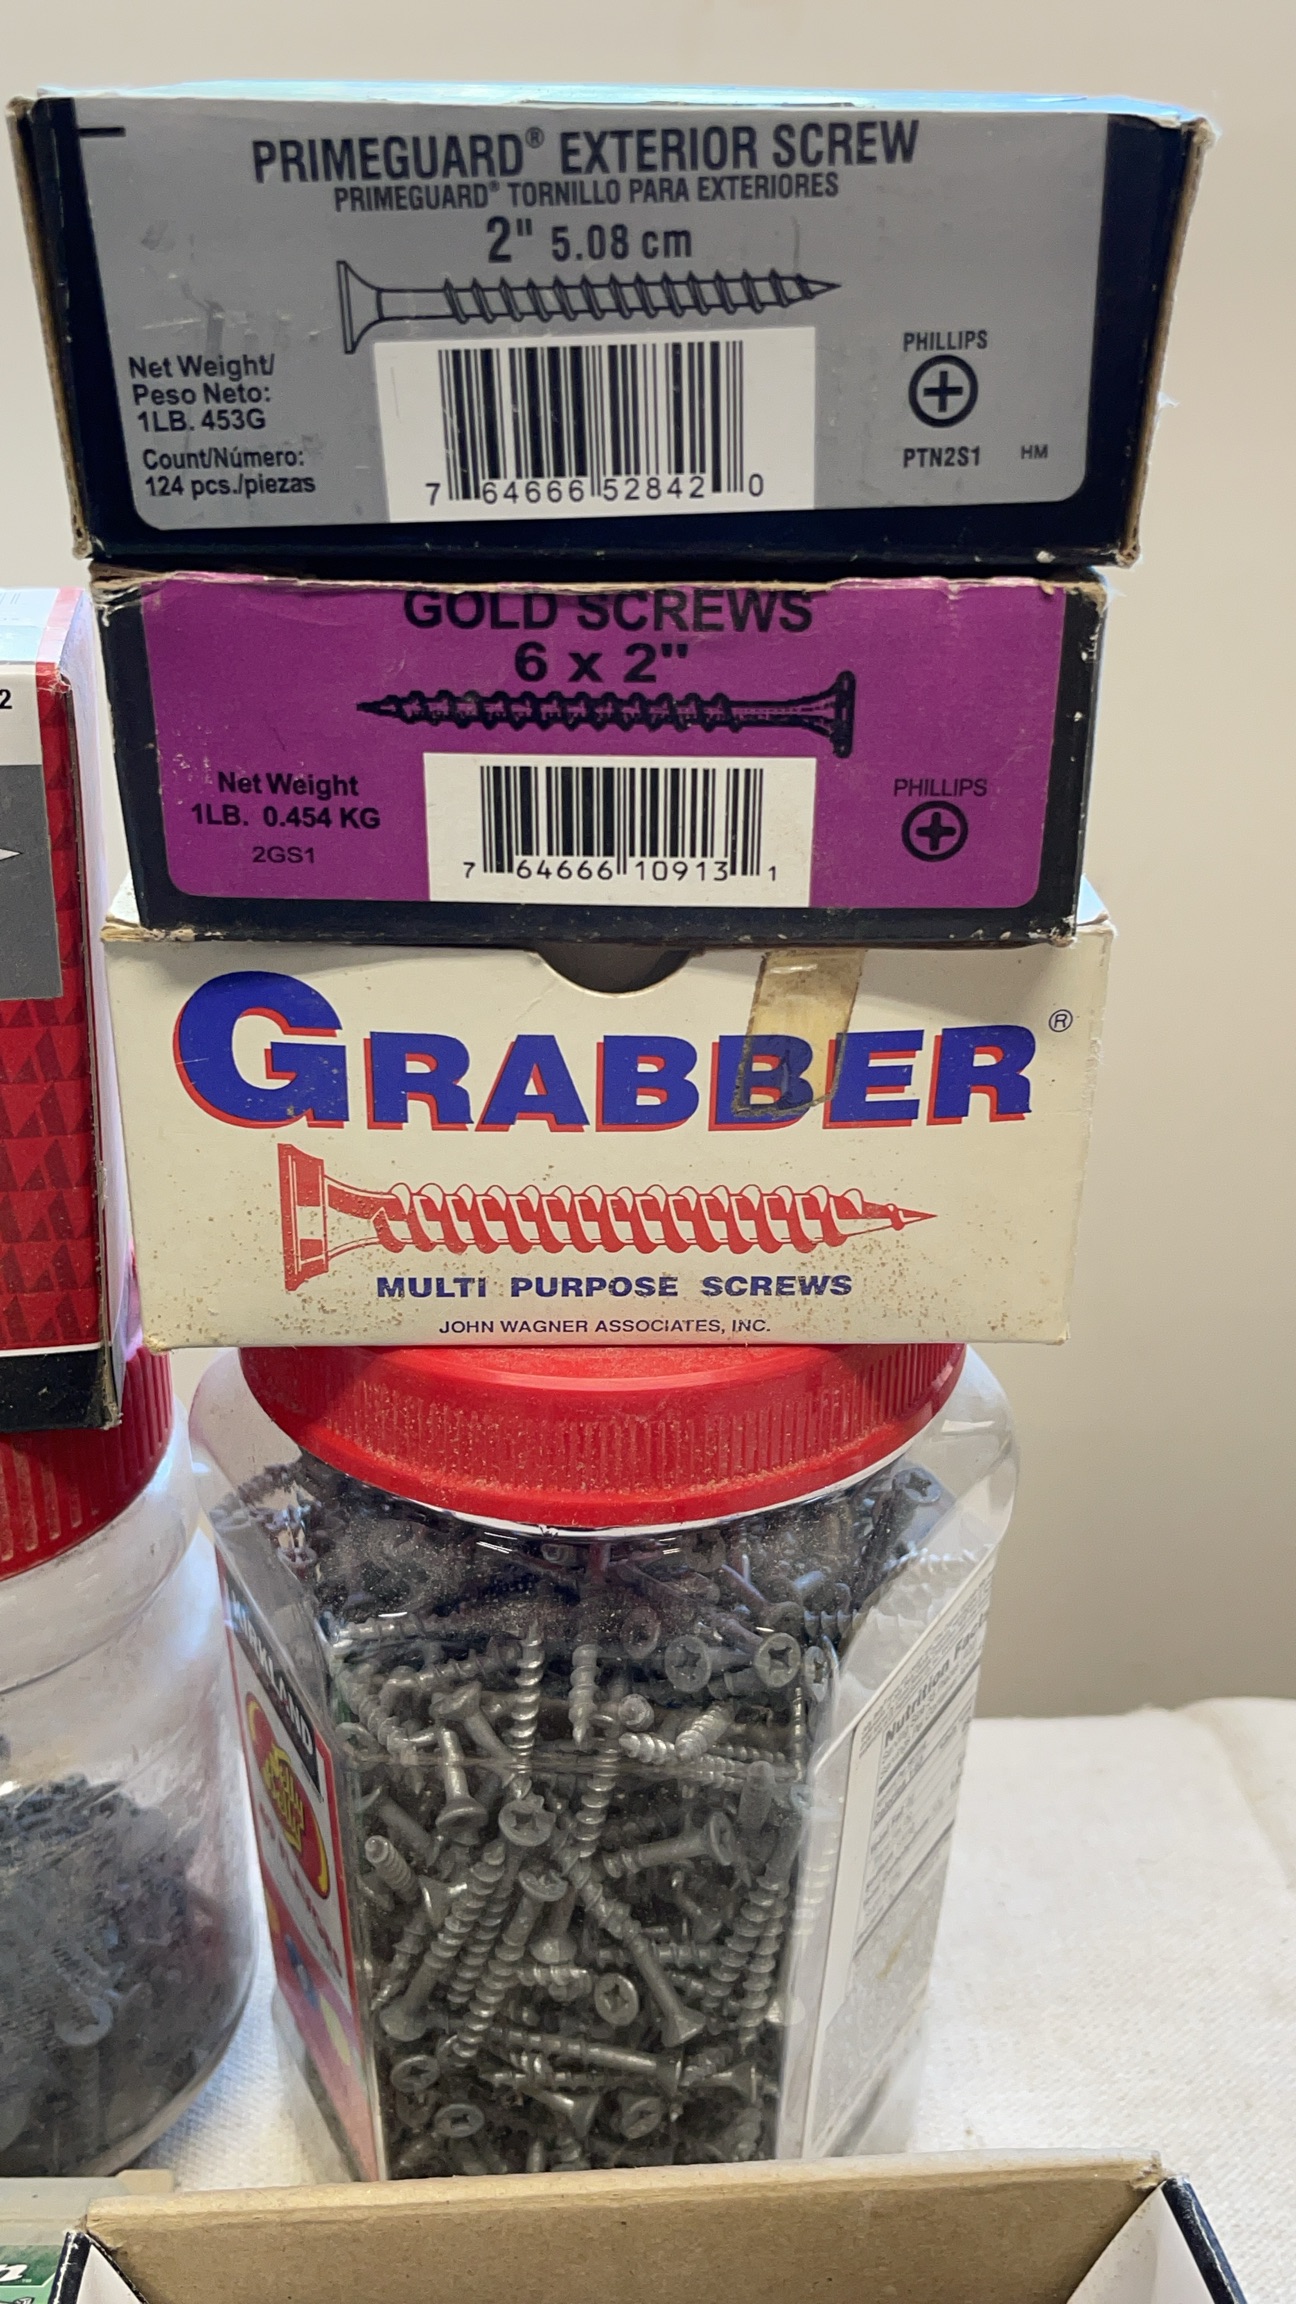 PRIMEGUARD® EXTERIOR SCREW
PRIMEGUARD® TORNILLO PARA EXTERIORES
2" 5.08 cm
Net Weight/
Peso Neto:
1LB. 453G
Count/Número:
124 pcs./piezas
7 64666 52842 0
PHILLIPS
PTN2S1 HM
GOLD SCREWS
6 x 2"
Net Weight
1LB. 0.454 KG
2GS1
7 64666 10913 1
PHILLIPS
2
GRABBER®
MULTI PURPOSE SCREWS
JOHN WAGNER ASSOCIATES, INC.
Nutrition Facts